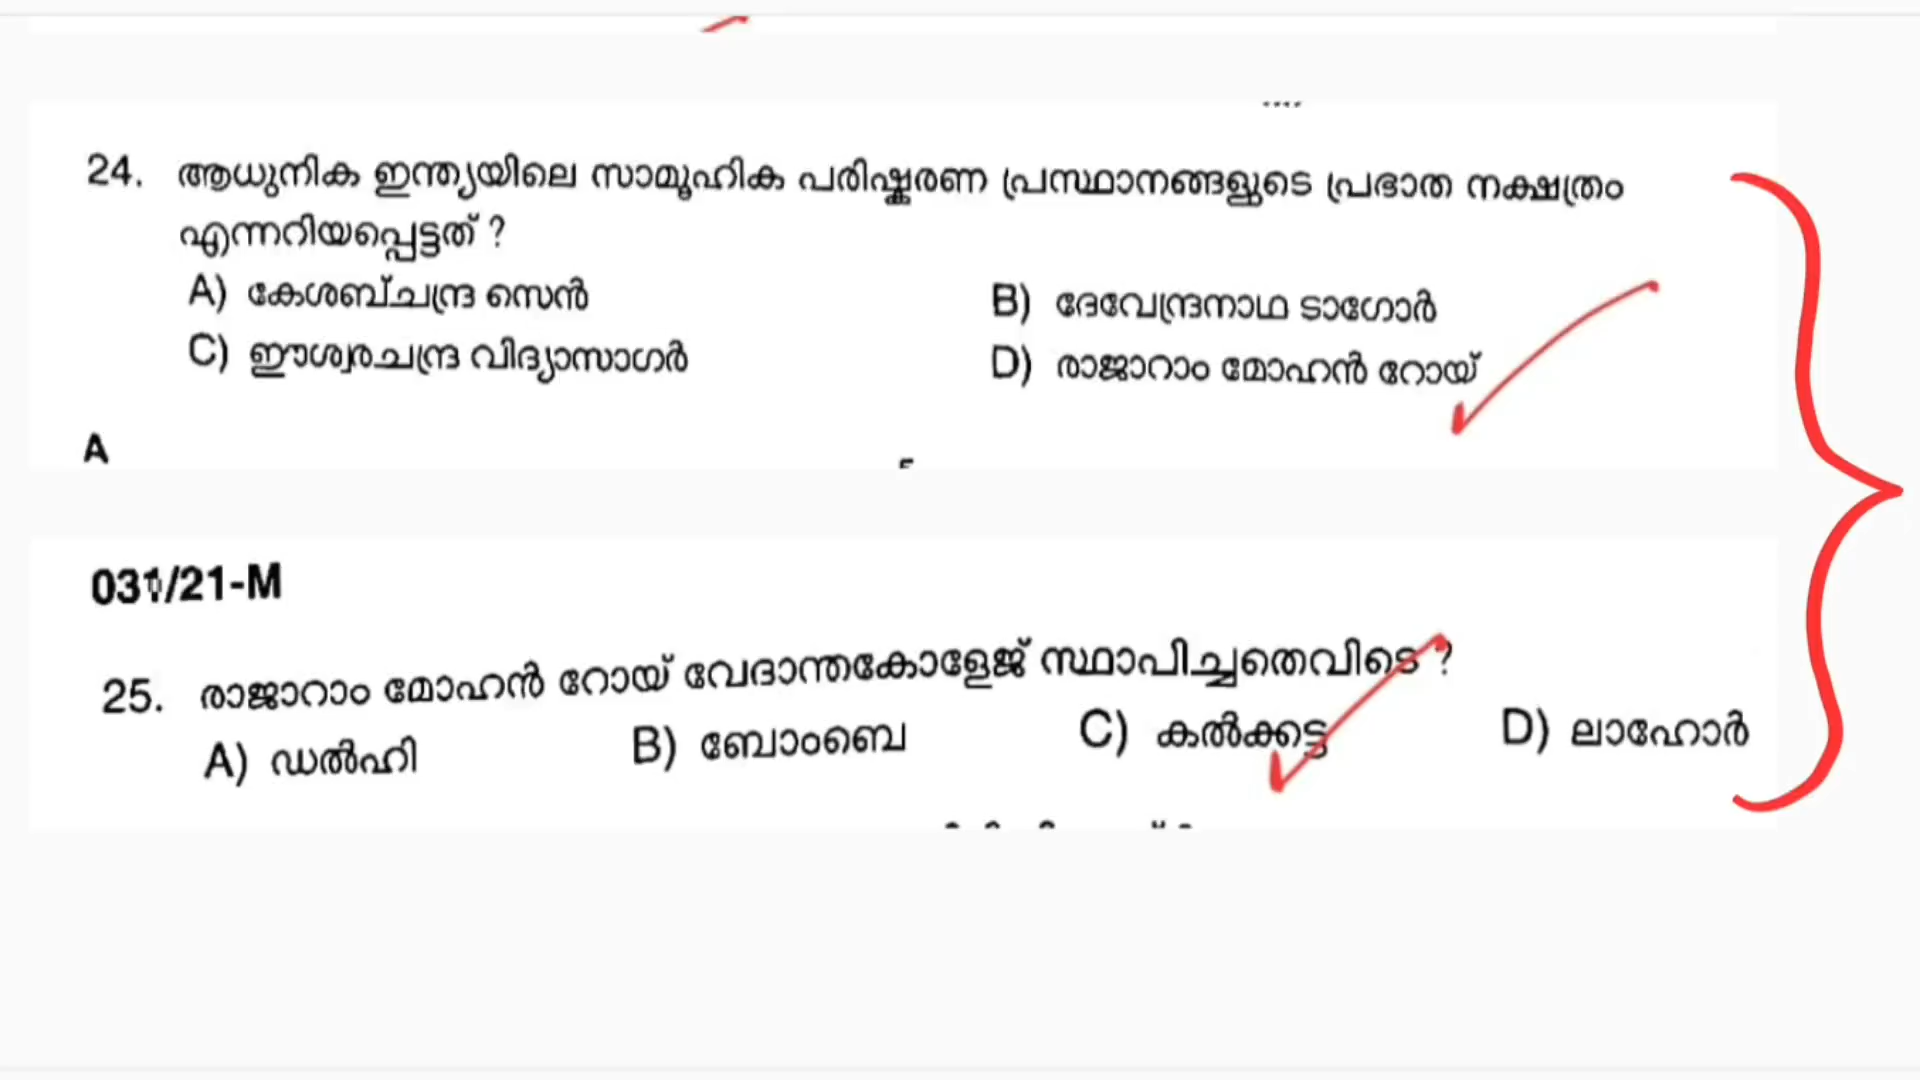 24. ആധുനിക ഇന്ത്യയിലെ സാമൂഹിക പരിഷ്ക്കരണ പ്രസ്ഥാനങ്ങളുടെ പ്രഭാത നക്ഷത്രം
എന്നറിയപ്പെട്ടത് ?
A) കേശബ്ചന്ദ്ര സെൻ B) ദേവേന്ദ്രനാഥ ടാഗോർ
C) ഈശ്വരചന്ദ്ര വിദ്യാസാഗർ D) രാജാറാം മോഹൻ റോയ്
A
031/21-M
25. രാജാറാം മോഹൻ റോയ് വേദാന്തകോളേജ് സ്ഥാപിച്ചതെവിടെ ?
A) ഡൽഹി B) ബോംബെ C) കൽക്കട്ട D) ലാഹോർ